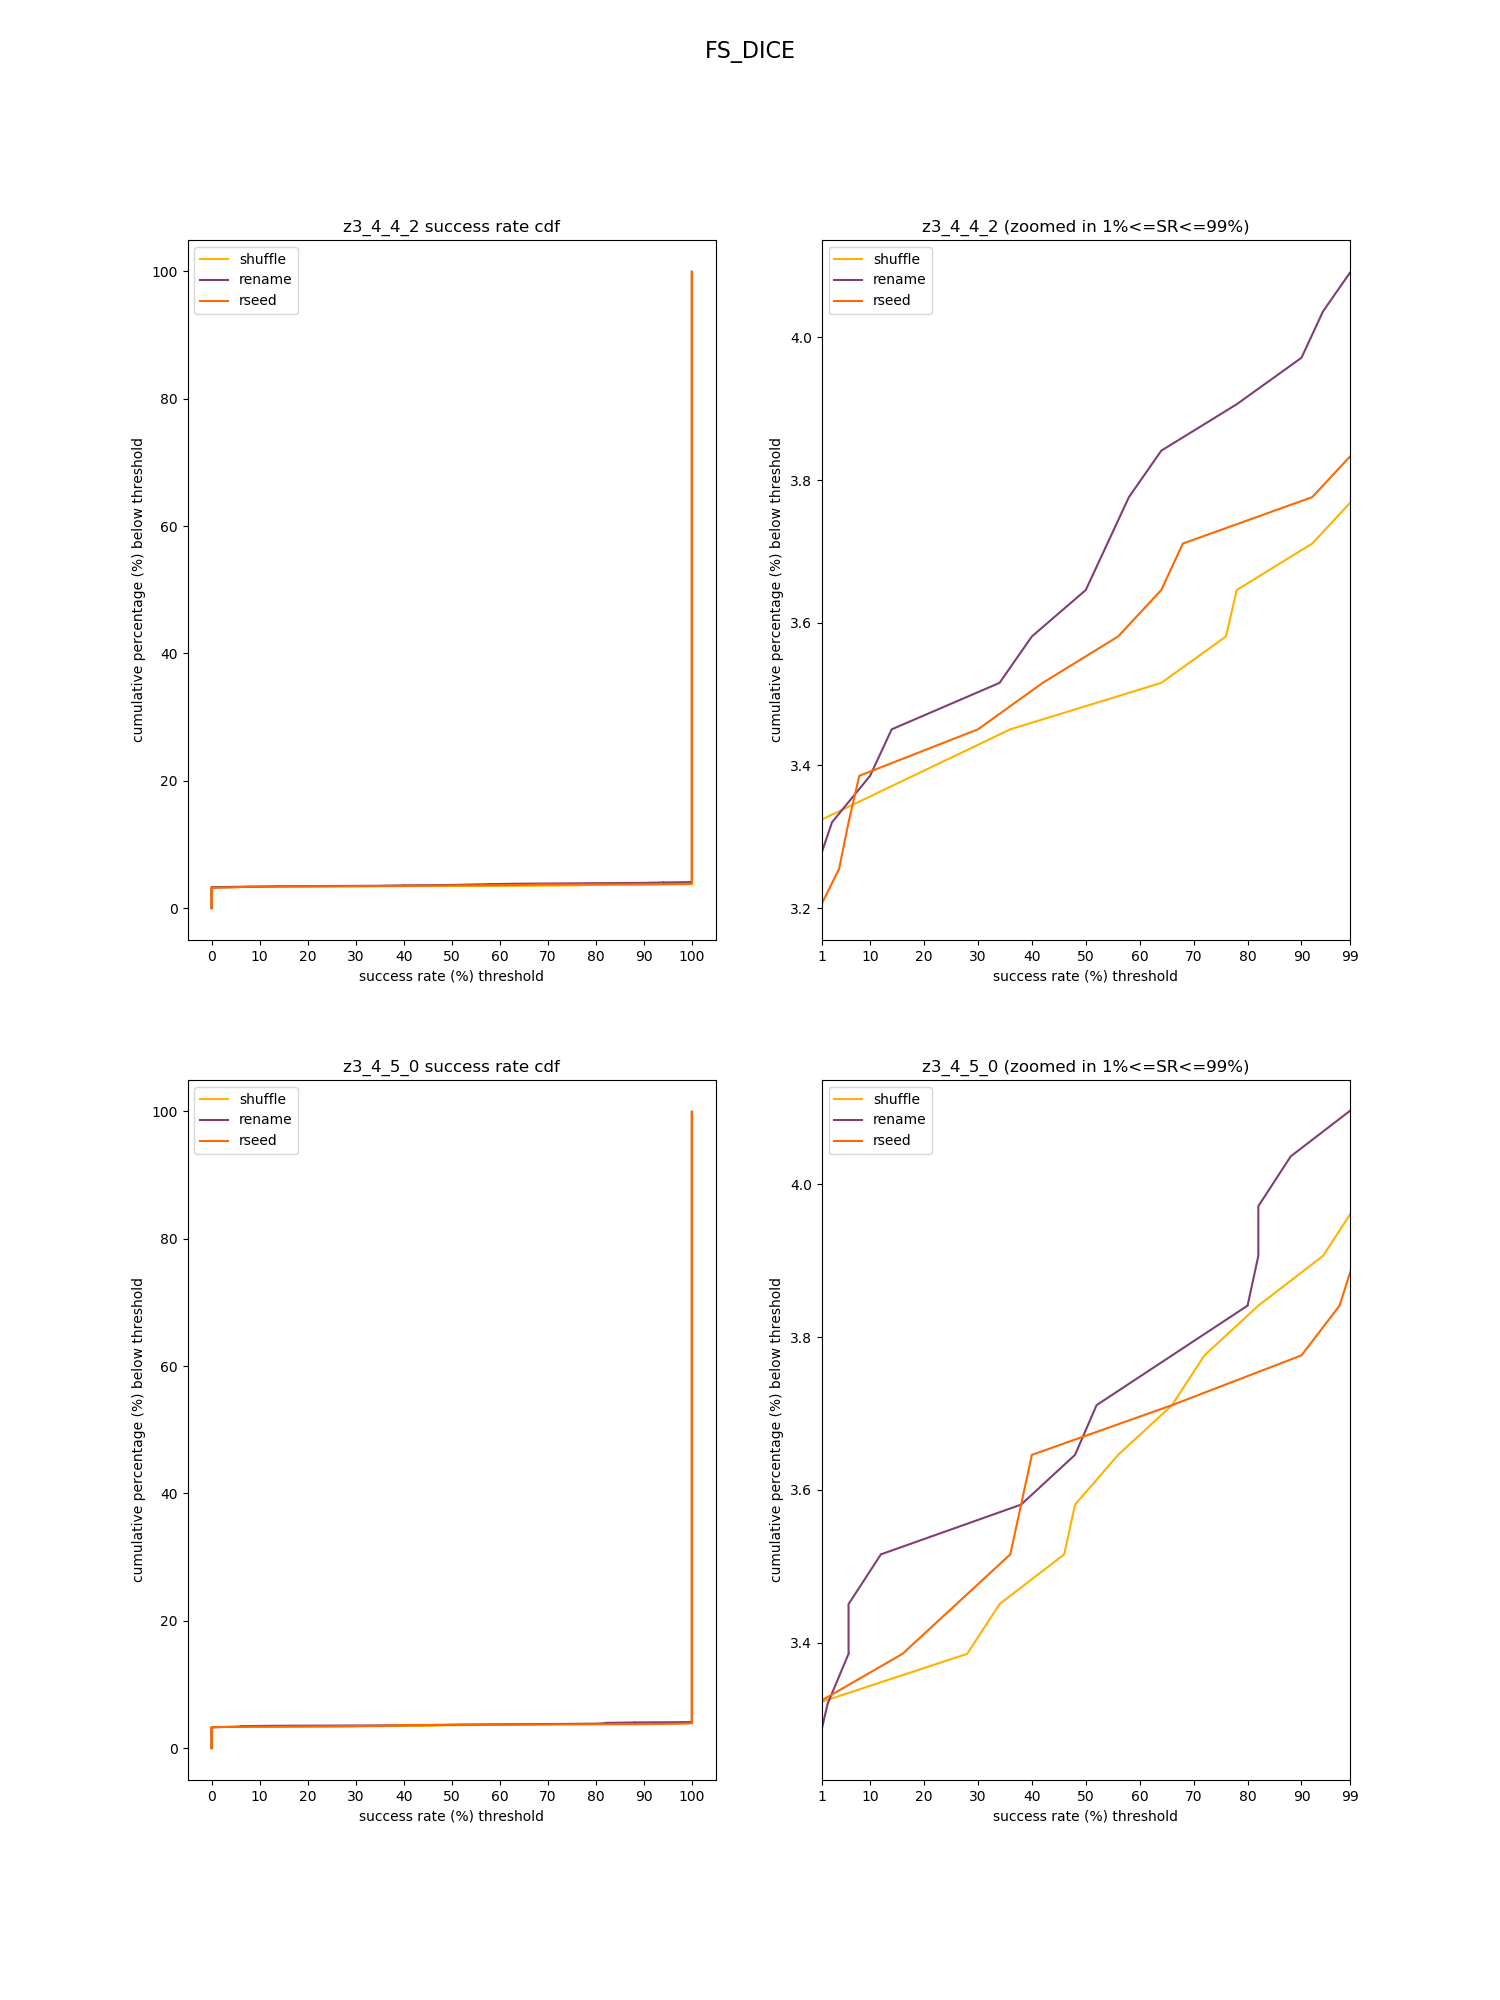 FS_DICE
z3_4_4_2 success rate cdf
shuffle
rename
rseed
100
80
60
40
20
0
cumulative percentage (%) below threshold
0 10 20 30 40 50 60 70 80 90 100
success rate (%) threshold
z3_4_4_2 (zoomed in 1%<=SR<=99%)
shuffle
rename
rseed
4.0
3.8
3.6
3.4
3.2
cumulative percentage (%) below threshold
1 10 20 30 40 50 60 70 80 90 99
success rate (%) threshold
z3_4_5_0 success rate cdf
shuffle
rename
rseed
100
80
60
40
20
0
cumulative percentage (%) below threshold
0 10 20 30 40 50 60 70 80 90 100
success rate (%) threshold
z3_4_5_0 (zoomed in 1%<=SR<=99%)
shuffle
rename
rseed
4.0
3.8
3.6
3.4
cumulative percentage (%) below threshold
1 10 20 30 40 50 60 70 80 90 99
success rate (%) threshold